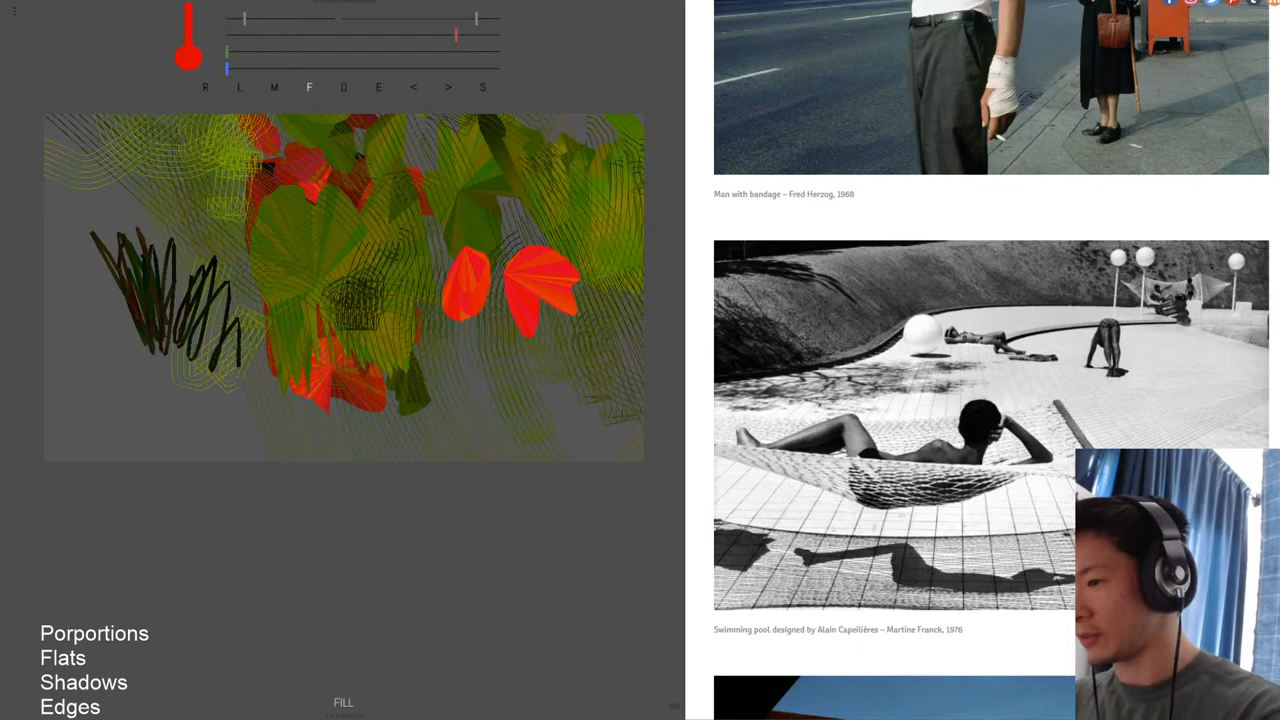 R L M F D E < > S
Porportions
Flats
Shadows
Edges
FILL
Man with bandage – Fred Herzog, 1968
Swimming pool designed by Alain Capeillères – Martine Franck, 1976